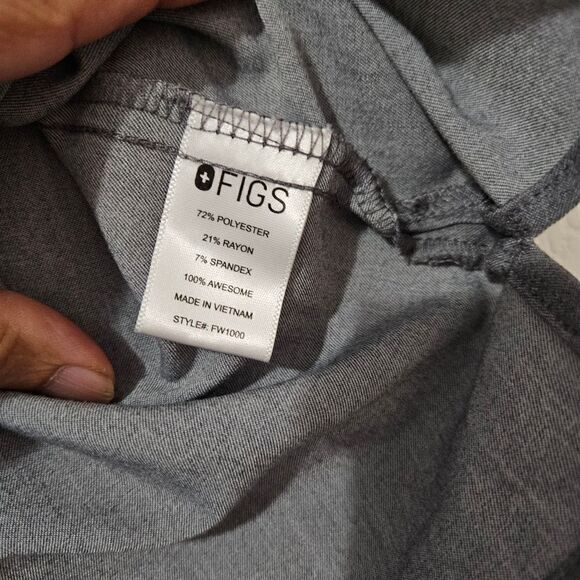 FIGS
72% POLYESTER
21% RAYON
7% SPANDEX
100% AWESOME
MADE IN VIETNAM
STYLE#: FW1000